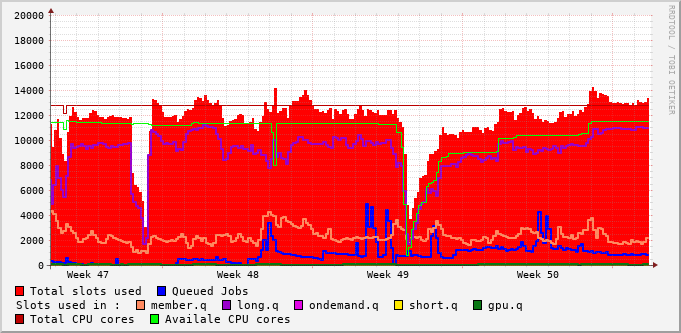 20000
18000
16000
14000
12000
10000
8000
6000
4000
2000
0
Week 47 Week 48 Week 49 Week 50
RRDTOOL / TOBI OETIKER
Total slots used Queued Jobs
Slots used in : member.q long.q ondemand.q short.q gpu.q
Total CPU cores Availale CPU cores